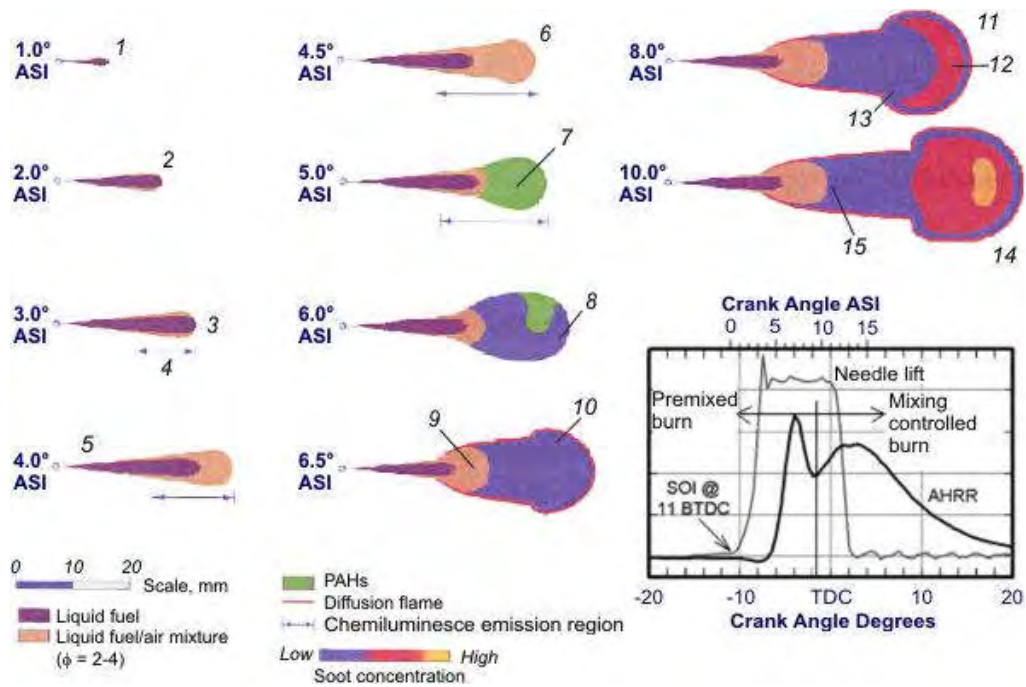 1.0°
ASI
1
2.0°
ASI
2
3.0°
ASI
3
4
4.0°
ASI
5
4.5°
ASI
6
5.0°
ASI
7
6.0°
ASI
8
6.5°
ASI
9
10
8.0°
ASI
11
12
13
10.0°
ASI
14
15
0 10 20
Scale, mm
Liquid fuel
Liquid fuel/air mixture
(ϕ = 2-4)
PAHs
Diffusion flame
Chemiluminesce emission region
Low High
Soot concentration
Crank Angle ASI
0 5 10 15
Needle lift
Premixed
burn
Mixing
controlled
burn
SOI @
11 BTDC
AHRR
-20 -10 TDC 10 20
Crank Angle Degrees